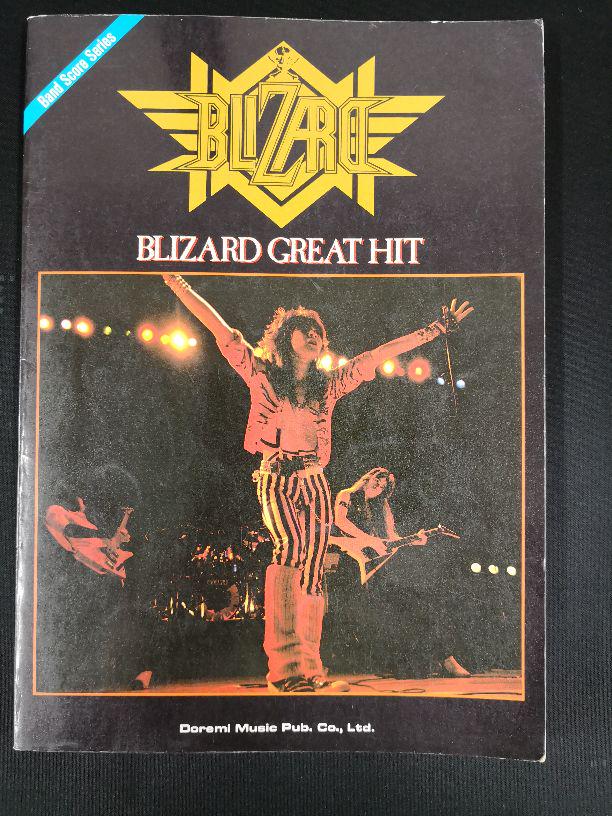 Band Score Series
BLIZARD
BLIZARD GREAT HIT
Doremi Music Pub. Co., Ltd.